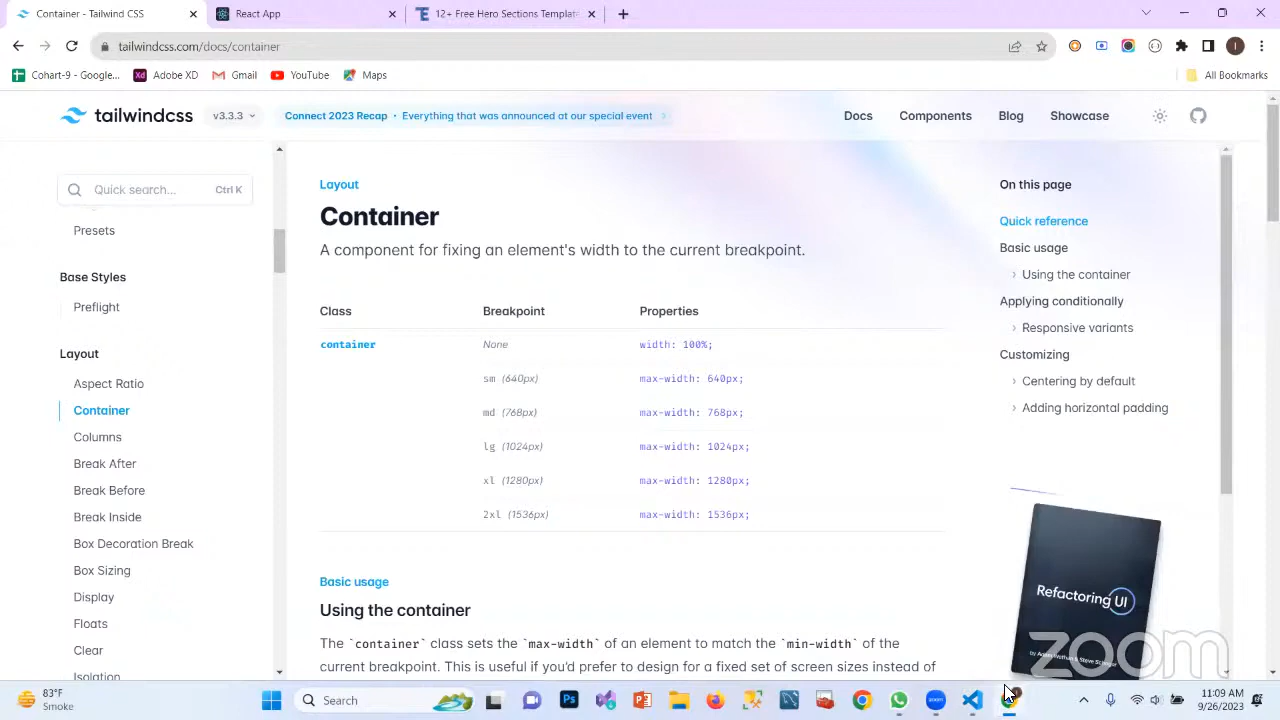 Container - Tailwind CSS
React App
12+ Free Hero Sections Templat
tailwindcss.com/docs/container
I
Cohart-9 - Google...
Adobe XD
Gmail
YouTube
Maps
All Bookmarks
tailwindcss
v3.3.3
Connect 2023 Recap · Everything that was announced at our special event
Docs
Components
Blog
Showcase
Quick search...
Ctrl K
Presets
Base Styles
Preflight
Layout
Aspect Ratio
Container
Columns
Break After
Break Before
Break Inside
Box Decoration Break
Box Sizing
Display
Floats
Clear
Isolation
Layout
Container
A component for fixing an element's width to the current breakpoint.
Class Breakpoint Properties
container None width: 100%;
sm (640px) max-width: 640px;
md (768px) max-width: 768px;
lg (1024px) max-width: 1024px;
xl (1280px) max-width: 1280px;
2xl (1536px) max-width: 1536px;
Basic usage
Using the container
The `container` class sets the `max-width` of an element to match the `min-width` of the
current breakpoint. This is useful if you'd prefer to design for a fixed set of screen sizes instead of
On this page
Quick reference
Basic usage
Using the container
Applying conditionally
Responsive variants
Customizing
Centering by default
Adding horizontal padding
Refactoring UI
by Adam Wathan & Steve Schoger
zoom
83°F
Smoke
Search
Ps
zoom
11:09 AM
9/26/2023